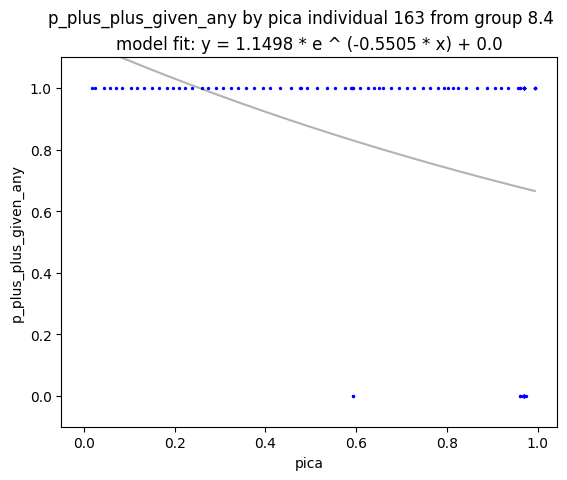 p_plus_plus_given_any by pica individual 163 from group 8.4
model fit: y = 1.1498 * e ^ (-0.5505 * x) + 0.0
1.0
0.8
0.6
0.4
0.2
0.0
p_plus_plus_given_any
0.0 0.2 0.4 0.6 0.8 1.0
pica